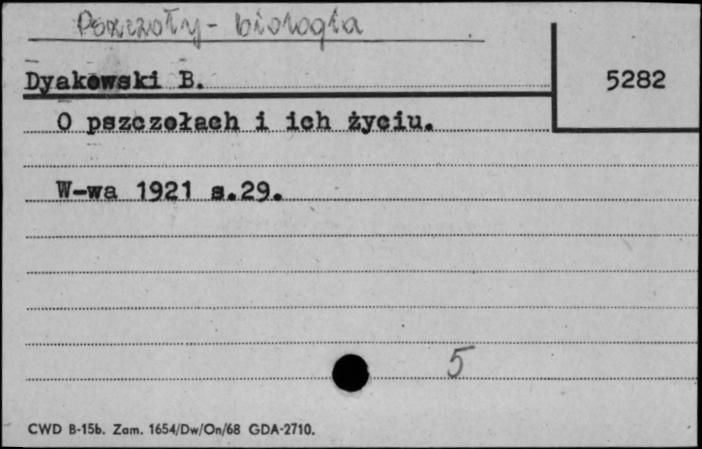 Pszczoły - biologia
Dyakowski B.
5282
O pszczołach i ich życiu.
W-wa 1921 s.29.
5
CWD B-15b. Zam. 1654/Dw/On/68 GDA-2710.